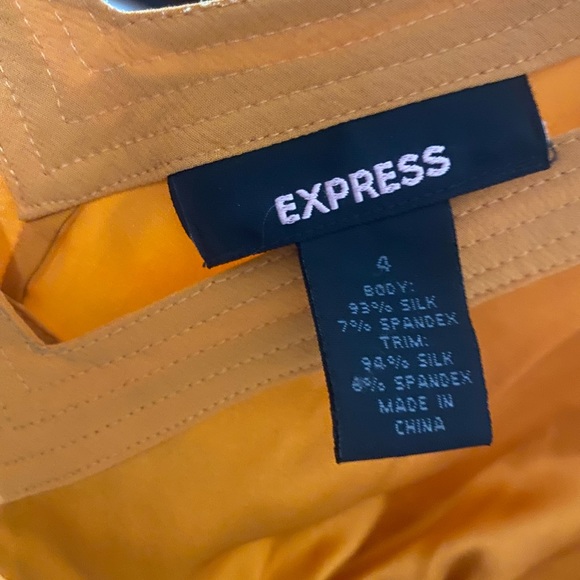 EXPRESS
4
BODY:
93% SILK
7% SPANDEX
TRIM:
94% SILK
6% SPANDEX
MADE IN
CHINA